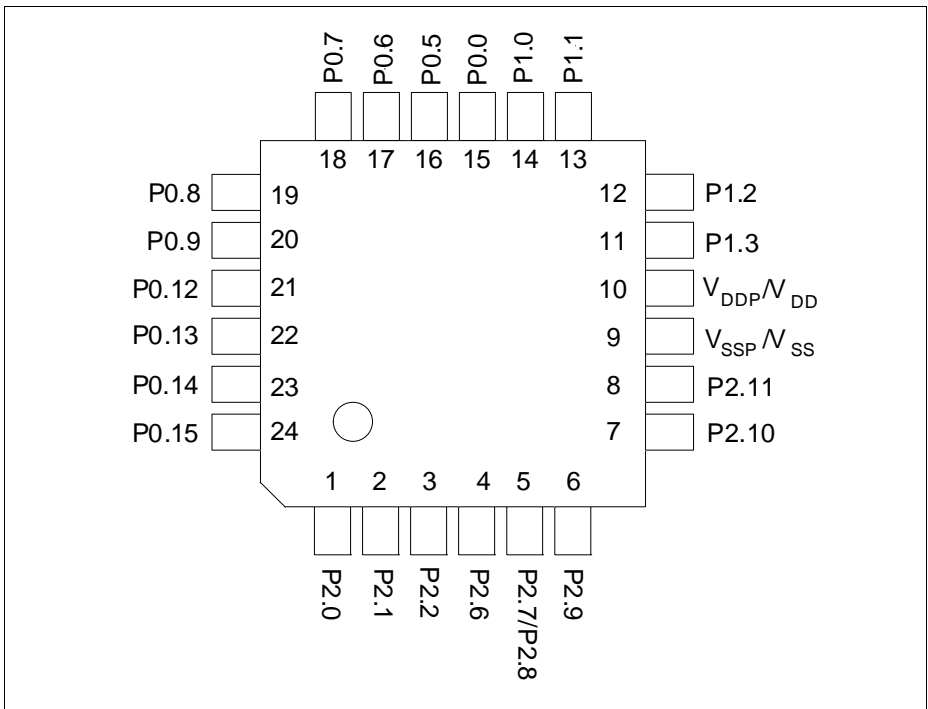 P0.7 P0.6 P0.5 P0.0 P1.0 P1.1
18 17 16 15 14 13
P0.8 19 12 P1.2
P0.9 20 11 P1.3
P0.12 21 10 VDDP/VDD
P0.13 22 9 VSSP/VSS
P0.14 23 8 P2.11
P0.15 24 7 P2.10
1 2 3 4 5 6
P2.0 P2.1 P2.2 P2.6 P2.7/P2.8 P2.9